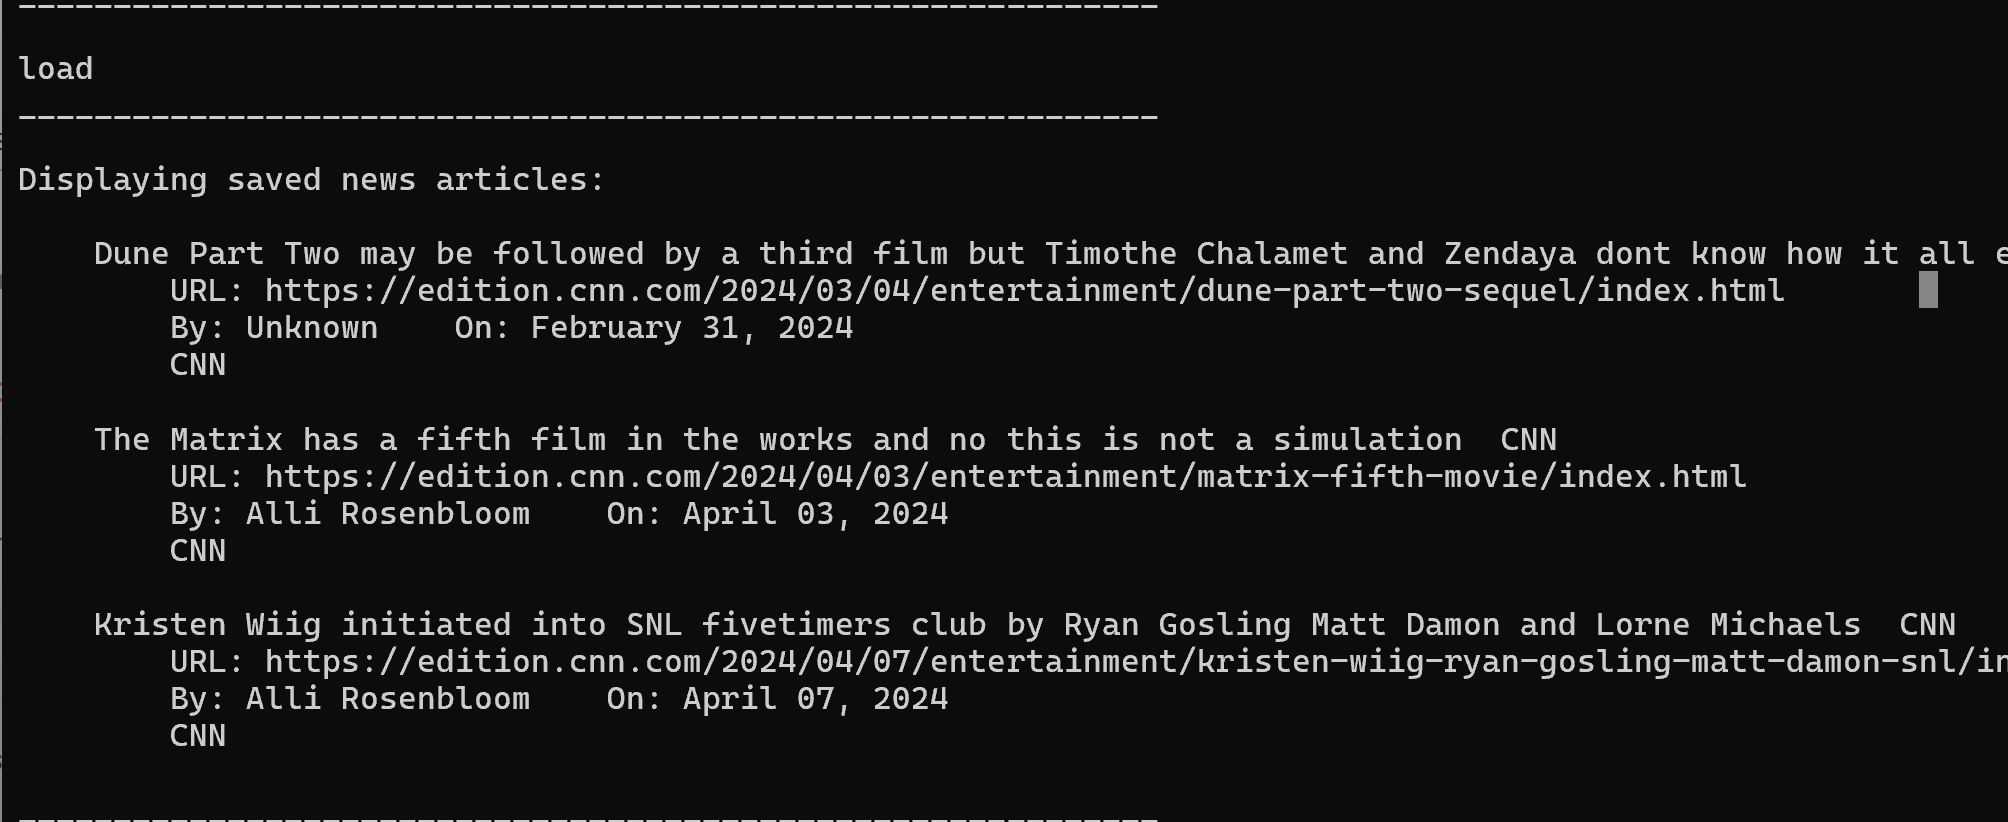 ------------------------------------------------------------
load
------------------------------------------------------------
Displaying saved news articles:
Dune Part Two may be followed by a third film but Timothe Chalamet and Zendaya dont know how it all
URL: https://edition.cnn.com/2024/03/04/entertainment/dune-part-two-sequel/index.html
By: Unknown    On: February 31, 2024
CNN
The Matrix has a fifth film in the works and no this is not a simulation  CNN
URL: https://edition.cnn.com/2024/04/03/entertainment/matrix-fifth-movie/index.html
By: Alli Rosenbloom    On: April 03, 2024
CNN
Kristen Wiig initiated into SNL fivetimers club by Ryan Gosling Matt Damon and Lorne Michaels  CNN
URL: https://edition.cnn.com/2024/04/07/entertainment/kristen-wiig-ryan-gosling-matt-damon-snl/in
By: Alli Rosenbloom    On: April 07, 2024
CNN
------------------------------------------------------------